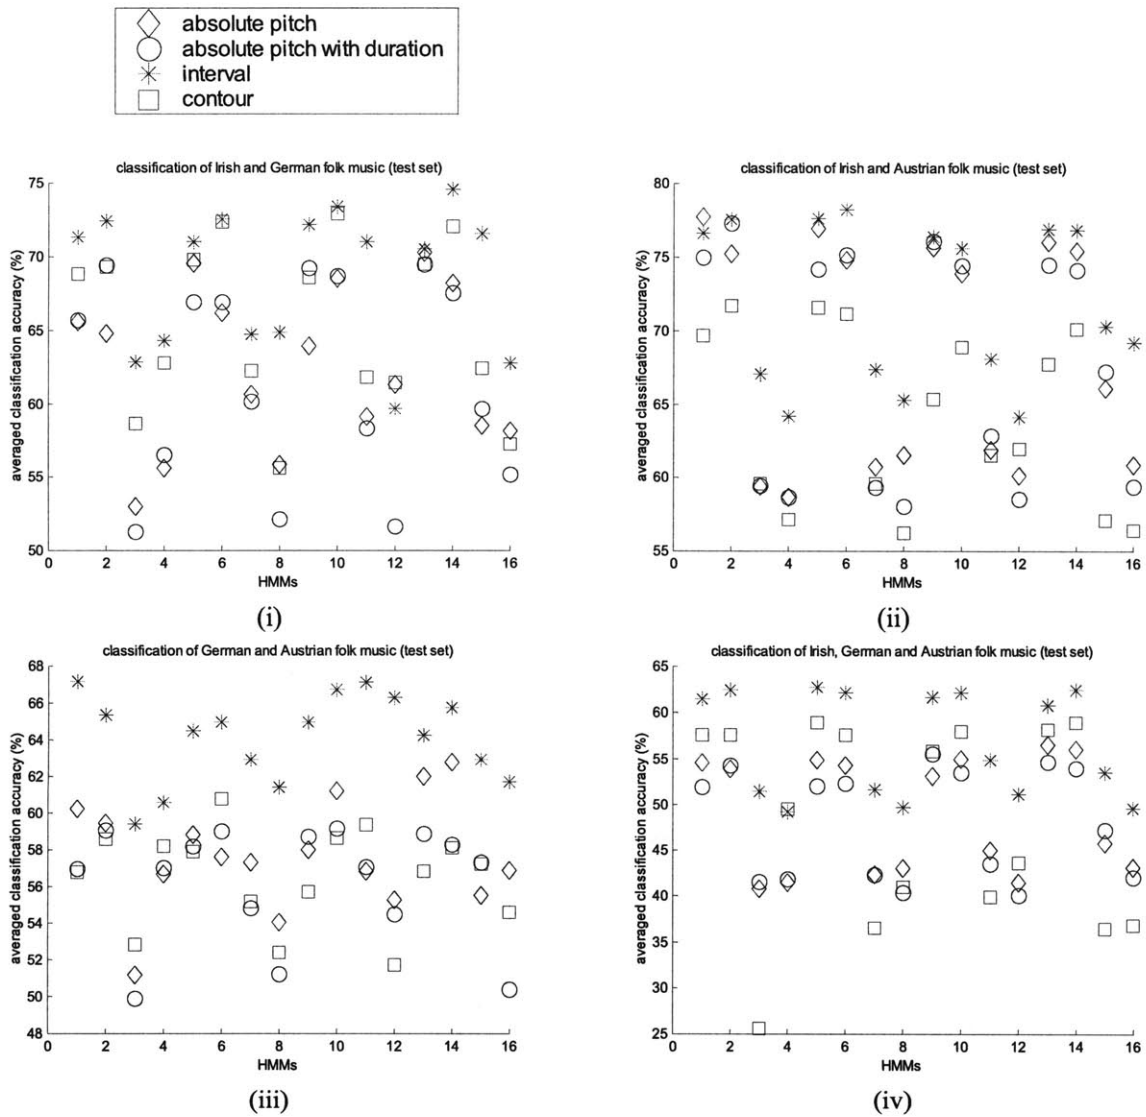 absolute pitch
absolute pitch with duration
interval
contour
classification of Irish and German folk music (test set)
averaged classification accuracy (%)
75
70
65
60
55
50
0 2 4 6 8 10 12 14 16
HMMs
(i)
classification of Irish and Austrian folk music (test set)
averaged classification accuracy (%)
80
75
70
65
60
55
0 2 4 6 8 10 12 14 16
HMMs
(ii)
classification of German and Austrian folk music (test set)
averaged classification accuracy (%)
68
66
64
62
60
58
56
54
52
50
48
0 2 4 6 8 10 12 14 16
HMMs
(iii)
classification of Irish, German and Austrian folk music (test set)
averaged classification accuracy (%)
65
60
55
50
45
40
35
30
25
0 2 4 6 8 10 12 14 16
HMMs
(iv)